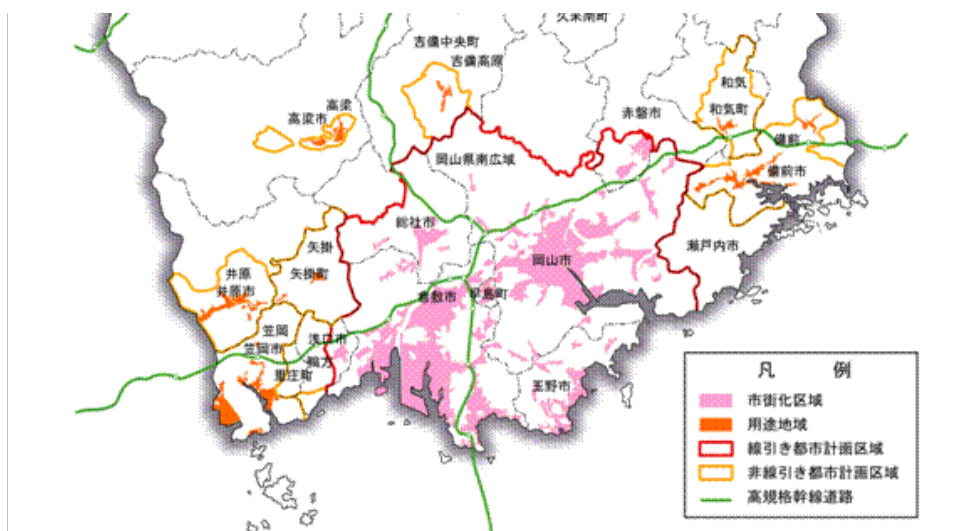 久米南町
吉備中央町
吉備高原
和気
和気町
赤磐市
高梁
高梁市
備前
備前市
岡山県南広域
総社市
瀬戸内市
矢掛
矢掛町
岡山市
井原
井原市
倉敷市
早島町
笠岡
笠岡市
浅口市
鴨方
里庄町
玉野市
凡 例
市街化区域
用途地域
線引き都市計画区域
非線引き都市計画区域
高規格幹線道路